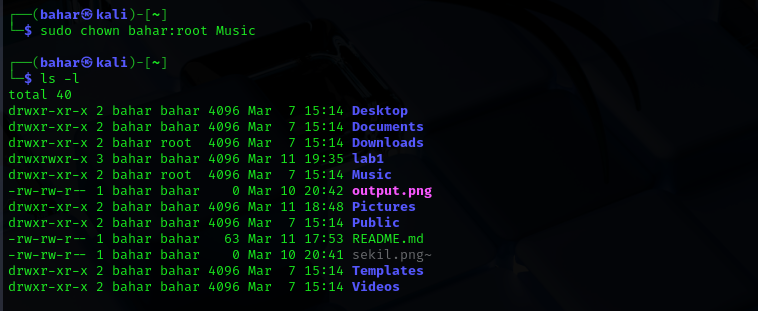 ┌──(bahar㉿kali)-[~]
└─$ sudo chown bahar:root Music
┌──(bahar㉿kali)-[~]
└─$ ls -l
total 40
drwxr-xr-x 2 bahar bahar 4096 Mar  7 15:14 Desktop
drwxr-xr-x 2 bahar bahar 4096 Mar  7 15:14 Documents
drwxr-xr-x 2 bahar root  4096 Mar  7 15:14 Downloads
drwxrwxr-x 3 bahar bahar 4096 Mar 11 19:35 lab1
drwxr-xr-x 2 bahar root  4096 Mar  7 15:14 Music
-rw-rw-r-- 1 bahar bahar    0 Mar 10 20:42 output.png
drwxr-xr-x 2 bahar bahar 4096 Mar 11 18:48 Pictures
drwxr-xr-x 2 bahar bahar 4096 Mar  7 15:14 Public
-rw-rw-r-- 1 bahar bahar   63 Mar 11 17:53 README.md
-rw-rw-r-- 1 bahar bahar    0 Mar 10 20:41 sekil.png~
drwxr-xr-x 2 bahar bahar 4096 Mar  7 15:14 Templates
drwxr-xr-x 2 bahar bahar 4096 Mar  7 15:14 Videos